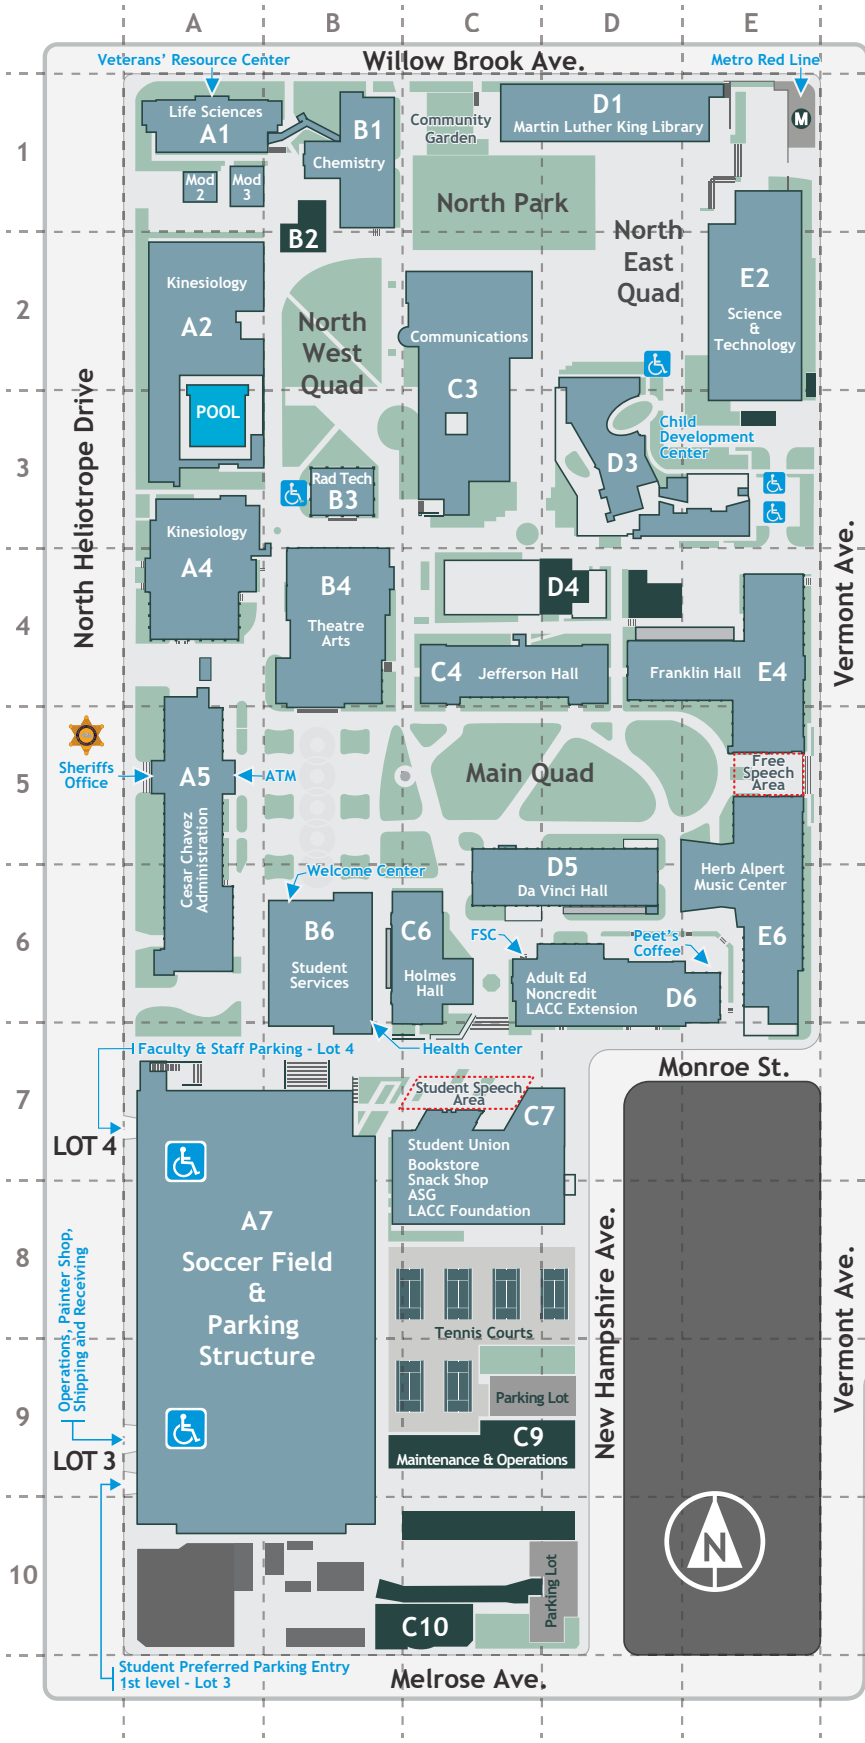 A
B
C
D
E
Veterans' Resource Center
Willow Brook Ave.
Metro Red Line
1
Life Sciences
A1
B1
Chemistry
Community
Garden
D1
Martin Luther King Library
M
Mod
2
Mod
3
North Park
B2
North
East
Quad
2
Kinesiology
A2
North
West
Quad
Communications
C3
E2
Science
&
Technology
POOL
North Heliotrope Drive
3
Rad Tech
B3
D3
Child
Development
Center
Vermont Ave.
Kinesiology
A4
4
B4
Theatre
Arts
D4
C4
Jefferson Hall
Franklin Hall
E4
Sheriffs
Office
5
A5
Cesar Chavez
Administration
ATM
Main Quad
Free
Speech
Area
Welcome Center
D5
Da Vinci Hall
Herb Alpert
Music Center
6
B6
Student
Services
C6
Holmes
Hall
FSC
Peet's
Coffee
E6
Adult Ed
Noncredit
LACC Extension
D6
Faculty & Staff Parking - Lot 4
Health Center
Monroe St.
7
LOT 4
Student Speech
Area
C7
Student Union
Bookstore
Snack Shop
ASG
LACC Foundation
8
A7
Soccer Field
&
Parking
Structure
Operations, Painter Shop,
Shipping and Receiving
Tennis Courts
New Hampshire Ave.
Vermont Ave.
9
Parking Lot
C9
Maintenance & Operations
LOT 3
N
10
Parking Lot
C10
Student Preferred Parking Entry
1st level - Lot 3
Melrose Ave.